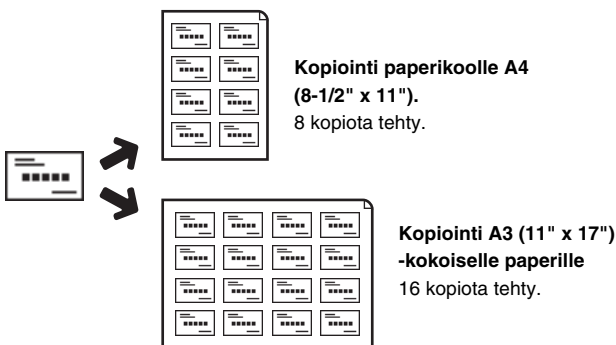 Kopiointi paperikoolle A4
(8-1/2" x 11").
8 kopiota tehty.
Kopiointi A3 (11" x 17")
-kokoiselle paperille
16 kopiota tehty.